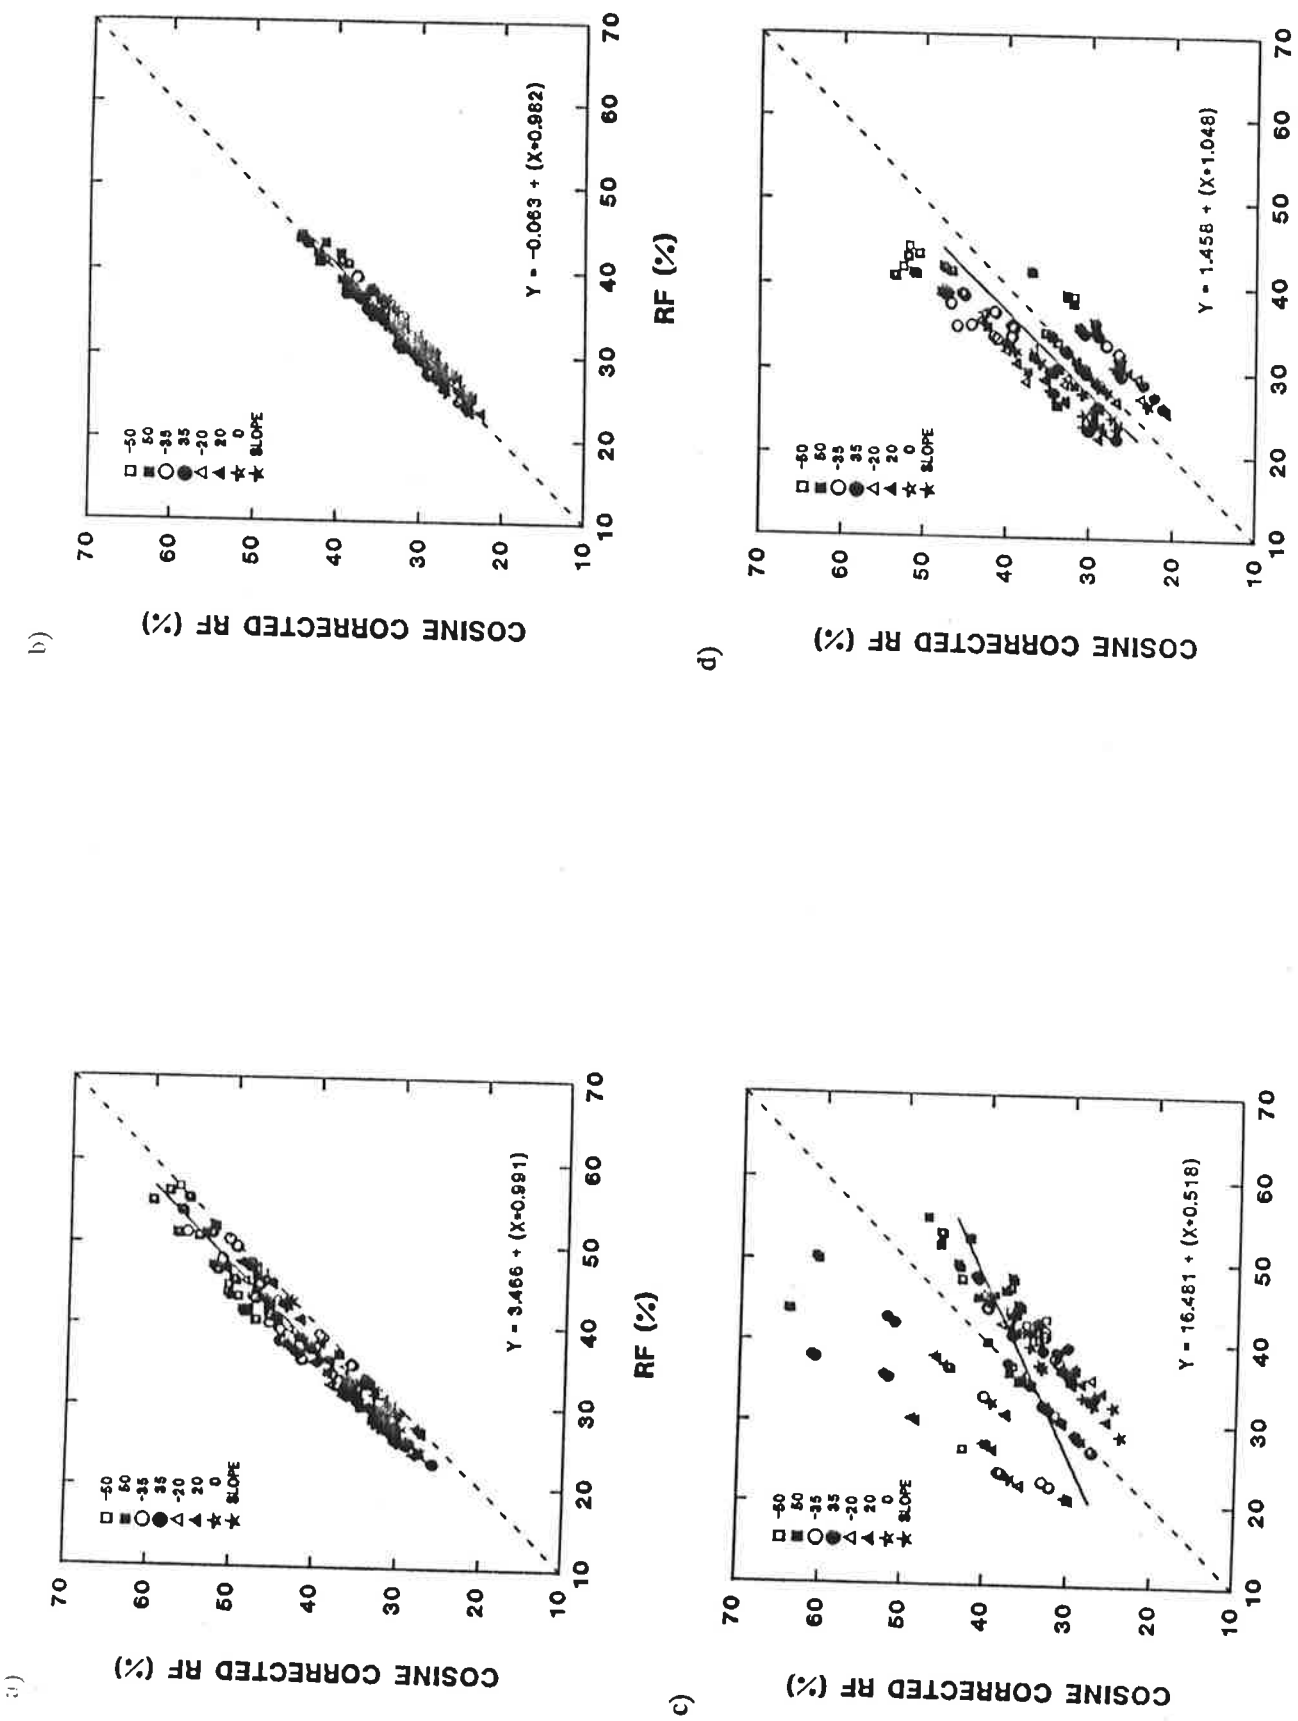 a)
COSINE CORRECTED RF (%)
70
60
50
40
30
20
10
□ -50
■ 50
○ -35
● 35
△ -20
▲ 20
☆ 0
★ SLOPE
Y = 3.466 + (X*0.991)
10 20 30 40 50 60 70
RF (%)
b)
COSINE CORRECTED RF (%)
70
60
50
40
30
20
10
□ -50
■ 50
○ -35
● 35
△ -20
▲ 20
☆ 0
★ SLOPE
Y = -0.063 + (X*0.982)
10 20 30 40 50 60 70
RF (%)
c)
COSINE CORRECTED RF (%)
70
60
50
40
30
20
10
□ -50
■ 50
○ -35
● 35
△ -20
▲ 20
☆ 0
★ SLOPE
Y = 16.481 + (X*0.518)
10 20 30 40 50 60 70
d)
COSINE CORRECTED RF (%)
70
60
50
40
30
20
10
□ -50
■ 50
○ -35
● 35
△ -20
▲ 20
☆ 0
★ SLOPE
Y = 1.458 + (X*1.048)
10 20 30 40 50 60 70